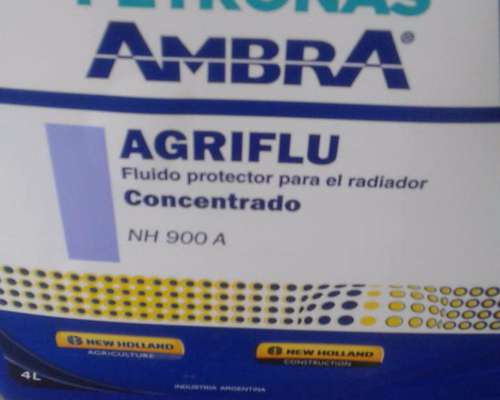 PETRONAS
AMBRA®
AGRIFLU
Fluido protector para el radiador
Concentrado
NH 900 A
NEW HOLLAND
AGRICULTURE
NEW HOLLAND
CONSTRUCTION
4L
INDUSTRIA ARGENTINA